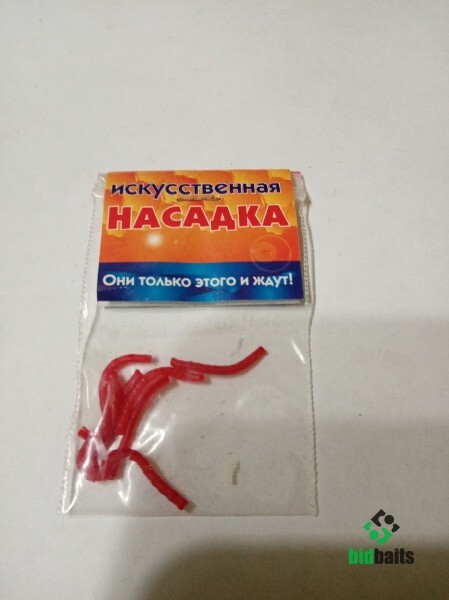 искусственная
НАСАДКА
Они только этого и ждут!
bidbaits